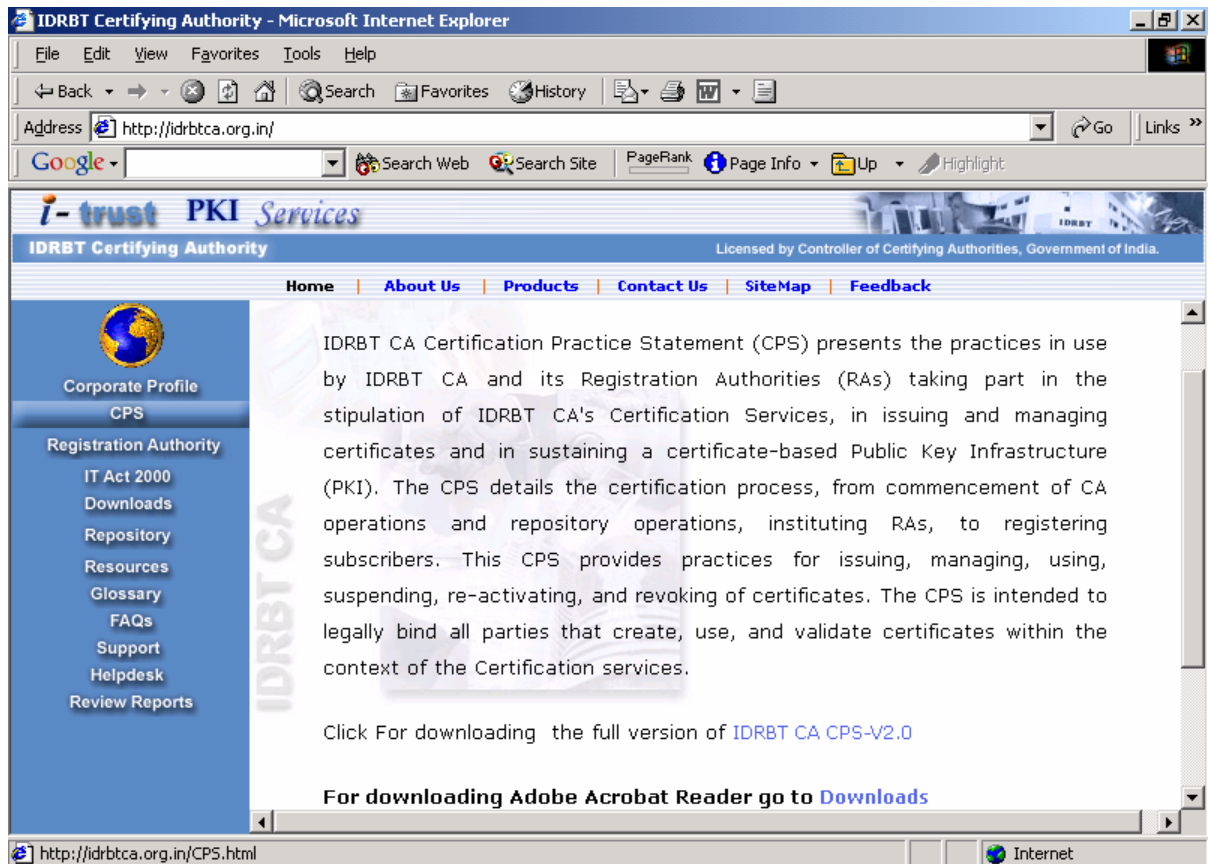 IDRBT Certifying Authority - Microsoft Internet Explorer
File Edit View Favorites Tools Help
Back Search Favorites History
Address http://idrbtca.org.in/ Go Links »
Google Search Web Search Site PageRank Page Info Up Highlight
i- trust PKI Services IDRBT
IDRBT Certifying Authority Licensed by Controller of Certifying Authorities, Government of India.
Home | About Us | Products | Contact Us | SiteMap | Feedback
Corporate Profile
CPS
Registration Authority
IT Act 2000
Downloads
Repository
Resources
Glossary
FAQs
Support
Helpdesk
Review Reports
IDRBT CA
IDRBT CA Certification Practice Statement (CPS) presents the practices in use
by IDRBT CA and its Registration Authorities (RAs) taking part in the
stipulation of IDRBT CA's Certification Services, in issuing and managing
certificates and in sustaining a certificate-based Public Key Infrastructure
(PKI). The CPS details the certification process, from commencement of CA
operations and repository operations, instituting RAs, to registering
subscribers. This CPS provides practices for issuing, managing, using,
suspending, re-activating, and revoking of certificates. The CPS is intended to
legally bind all parties that create, use, and validate certificates within the
context of the Certification services.
Click For downloading the full version of IDRBT CA CPS-V2.0
For downloading Adobe Acrobat Reader go to Downloads
http://idrbtca.org.in/CPS.html Internet